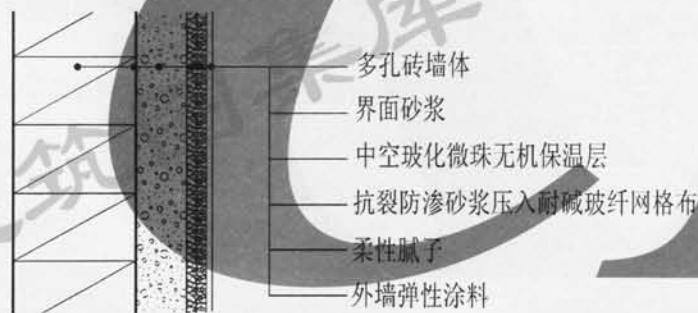 多孔砖墙体
界面砂浆
中空玻化微珠无机保温层
抗裂防渗砂浆压入耐碱玻纤网格布
柔性腻子
外墙弹性涂料